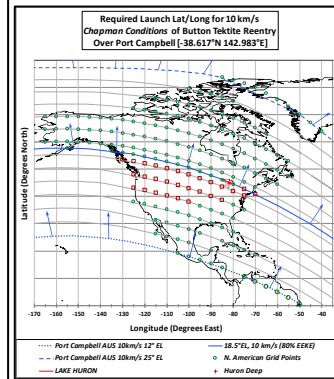 Required Launch Lat/Long for 10 km/s
Chapman Conditions of Button Tektite Reentry
Over Port Campbell [-38.617°N 142.983°E]
Latitude (Degrees North)
-170 -160 -150 -140 -130 -120 -110 -100 -90 -80 -70 -60 -50 -40
Longitude (Degrees East)
Port Campbell AUS 10km/s 12° EL
18.5°EL, 10 km/s (80% EEKE)
Port Campbell AUS 10km/s 25° EL
N. American Grid Points
LAKE HURON
Huron Deep